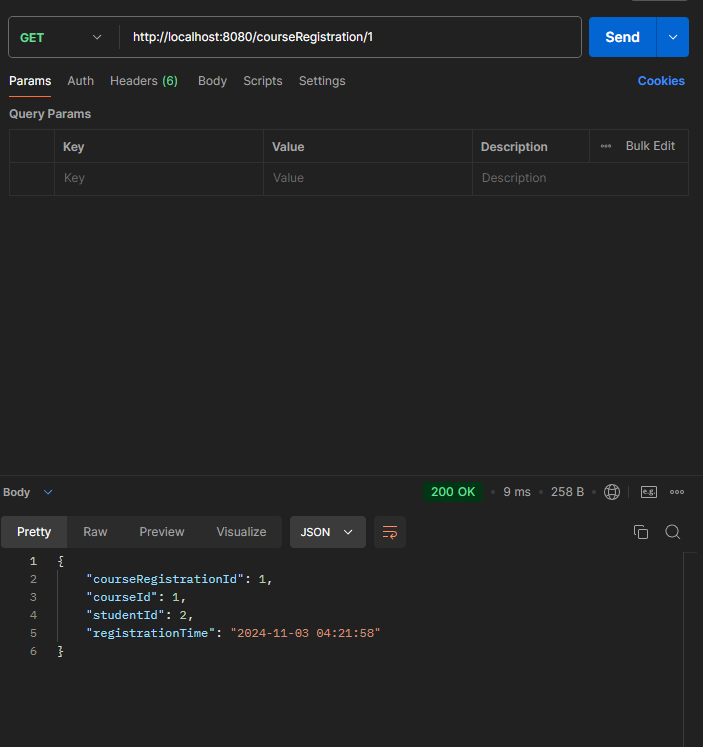 GET http://localhost:8080/courseRegistration/1 Send
Params Auth Headers (6) Body Scripts Settings Cookies
Query Params
Key Value Description Bulk Edit
Key Value Description
Body 200 OK 9 ms 258 B e.g.
Pretty Raw Preview Visualize JSON
1 {
2 "courseRegistrationId": 1,
3 "courseId": 1,
4 "studentId": 2,
5 "registrationTime": "2024-11-03 04:21:58"
6 }